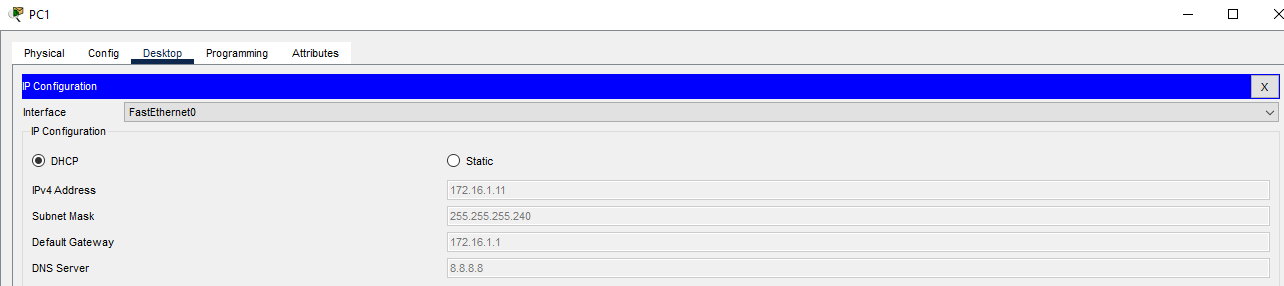 PC1
Physical Config Desktop Programming Attributes
IP Configuration X
Interface FastEthernet0
IP Configuration
DHCP Static
IPv4 Address 172.16.1.11
Subnet Mask 255.255.255.240
Default Gateway 172.16.1.1
DNS Server 8.8.8.8